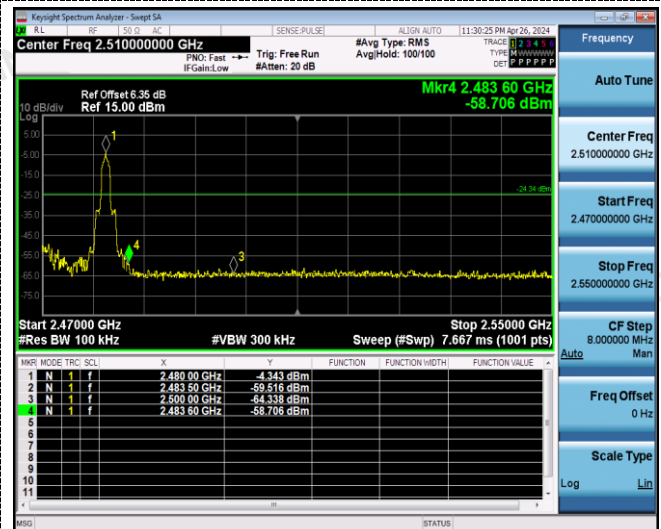 Keysight Spectrum Analyzer - Swept SA
RL RF 50 Ω AC SENSE:PULSE ALIGN AUTO 11:30:25 PM Apr 26, 2024
Center Freq 2.510000000 GHz
PNO: Fast
IFGain:Low
Trig: Free Run
#Atten: 20 dB
#Avg Type: RMS
Avg|Hold: 100/100
TRACE 1 2 3 4 5 6
TYPE M W W W W W
DET P P P P P P
Ref Offset 6.35 dB
10 dB/div Ref 15.00 dBm
Log
Mkr4 2.483 60 GHz
-58.706 dBm
5.00
-5.00
-15.0
-25.0
-35.0
-45.0
-55.0
-65.0
-75.0
1
-24.34 dBm
4
3
Start 2.47000 GHz Stop 2.55000 GHz
#Res BW 100 kHz #VBW 300 kHz Sweep (#Swp) 7.667 ms (1001 pts)
MKR MODE TRC SCL X Y FUNCTION FUNCTION WIDTH FUNCTION VALUE
1 N 1 f 2.480 00 GHz -4.343 dBm
2 N 1 f 2.483 50 GHz -59.516 dBm
3 N 1 f 2.500 00 GHz -64.338 dBm
4 N 1 f 2.483 60 GHz -58.706 dBm
5
6
7
8
9
10
11
MSG STATUS
Frequency
Auto Tune
Center Freq
2.510000000 GHz
Start Freq
2.470000000 GHz
Stop Freq
2.550000000 GHz
CF Step
8.000000 MHz
Auto Man
Freq Offset
0 Hz
Scale Type
Log Lin